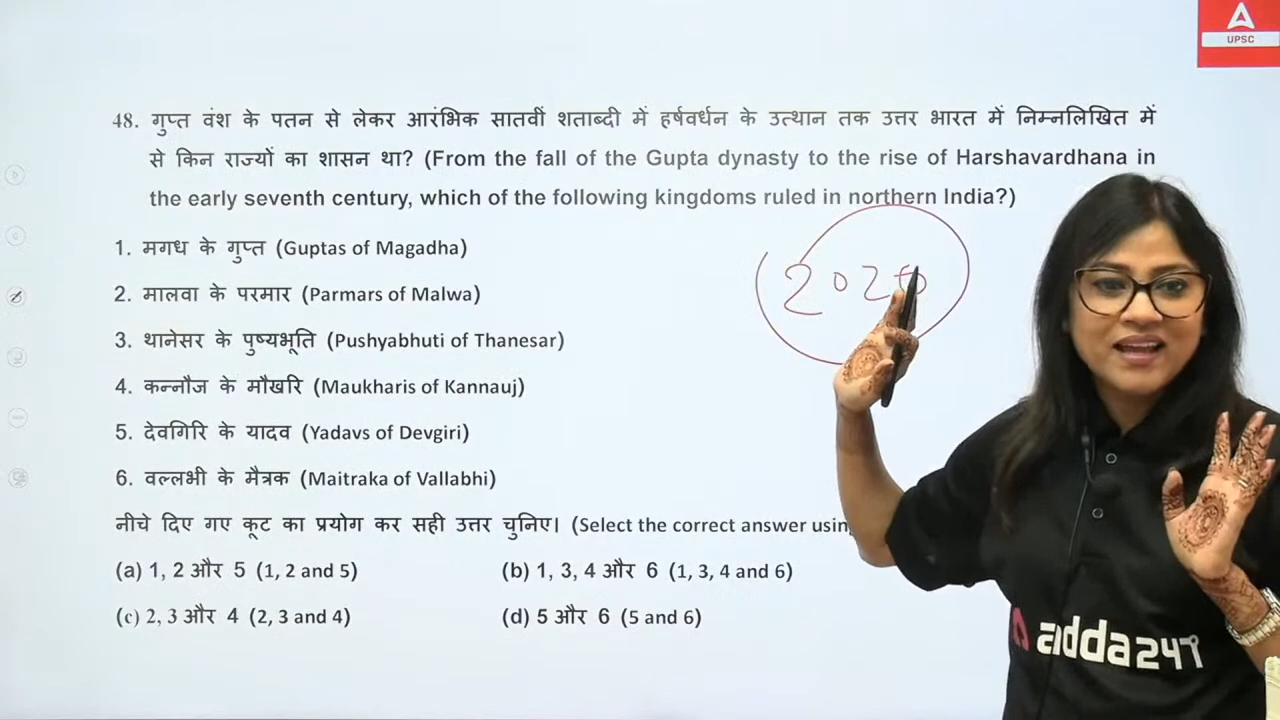 UPSC
48. गुप्त वंश के पतन से लेकर आरंभिक सातवीं शताब्दी में हर्षवर्धन के उत्थान तक उत्तर भारत में निम्नलिखित में
से किन राज्यों का शासन था? (From the fall of the Gupta dynasty to the rise of Harshavardhana in
the early seventh century, which of the following kingdoms ruled in northern India?)
1. मगध के गुप्त (Guptas of Magadha)
2. मालवा के परमार (Parmars of Malwa)
3. थानेसर के पुष्यभूति (Pushyabhuti of Thanesar)
4. कन्नौज के मौखरि (Maukharis of Kannauj)
5. देवगिरि के यादव (Yadavs of Devgiri)
6. वल्लभी के मैत्रक (Maitraka of Vallabhi)
नीचे दिए गए कूट का प्रयोग कर सही उत्तर चुनिए। (Select the correct answer using
(a) 1, 2 और 5 (1, 2 and 5) (b) 1, 3, 4 और 6 (1, 3, 4 and 6)
(c) 2, 3 और 4 (2, 3 and 4) (d) 5 और 6 (5 and 6)
adda247